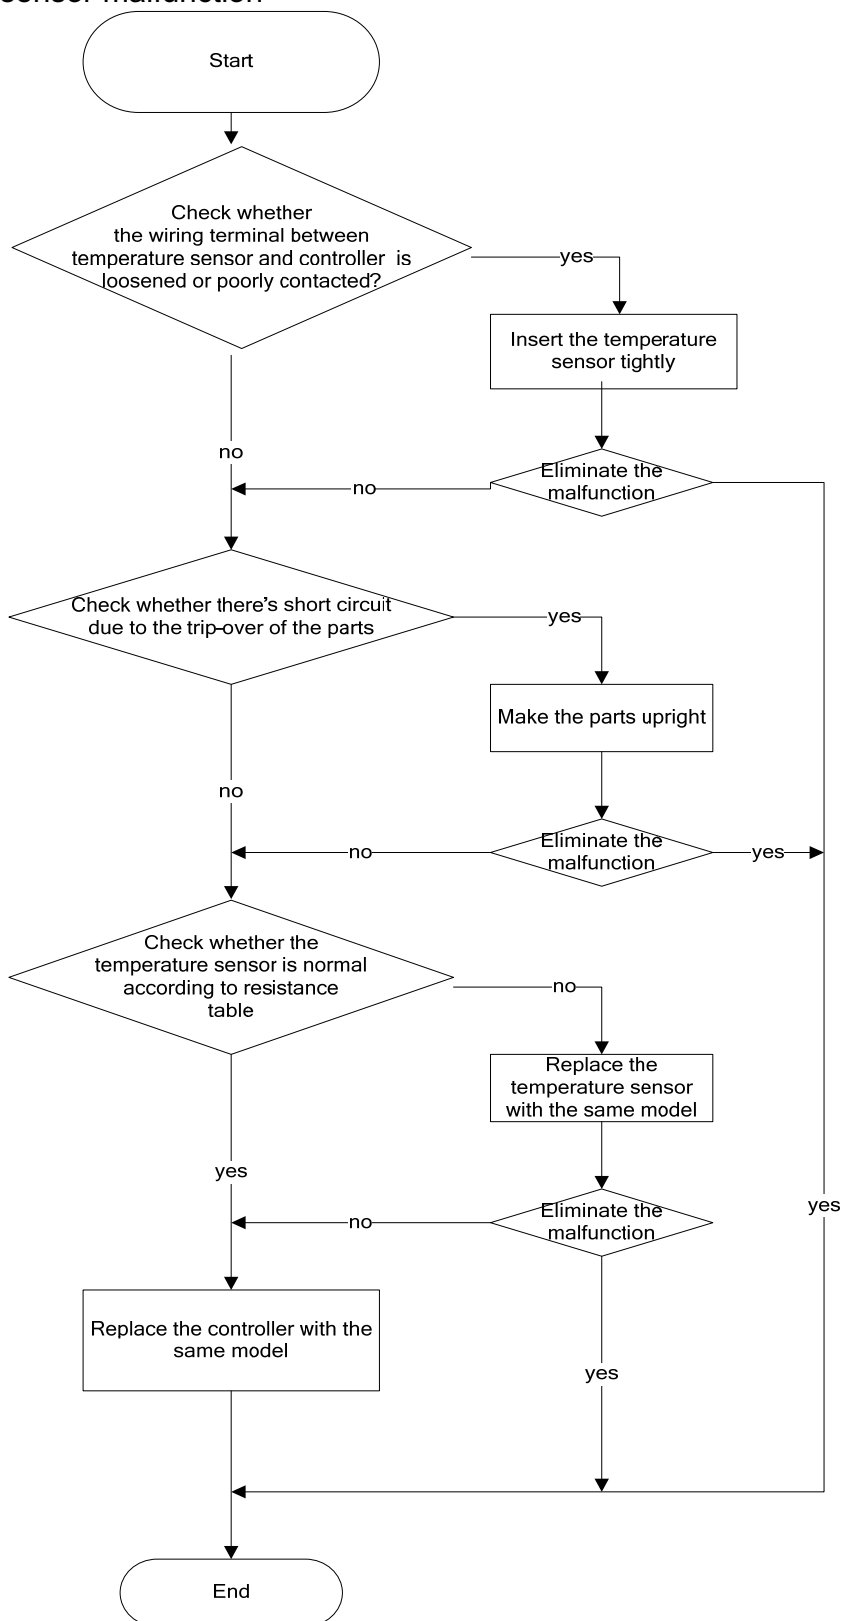 sensor malfunction
Start
Check whether
the wiring terminal between
temperature sensor and controller is
loosened or poorly contacted?
yes
Insert the temperature
sensor tightly
no
Eliminate the
malfunction
no
Check whether there's short circuit
due to the trip-over of the parts
yes
Make the parts upright
no
Eliminate the
malfunction
no
yes
Check whether the
temperature sensor is normal
according to resistance
table
no
Replace the
temperature sensor
with the same model
yes
Eliminate the
malfunction
no
yes
Replace the controller with the
same model
yes
End